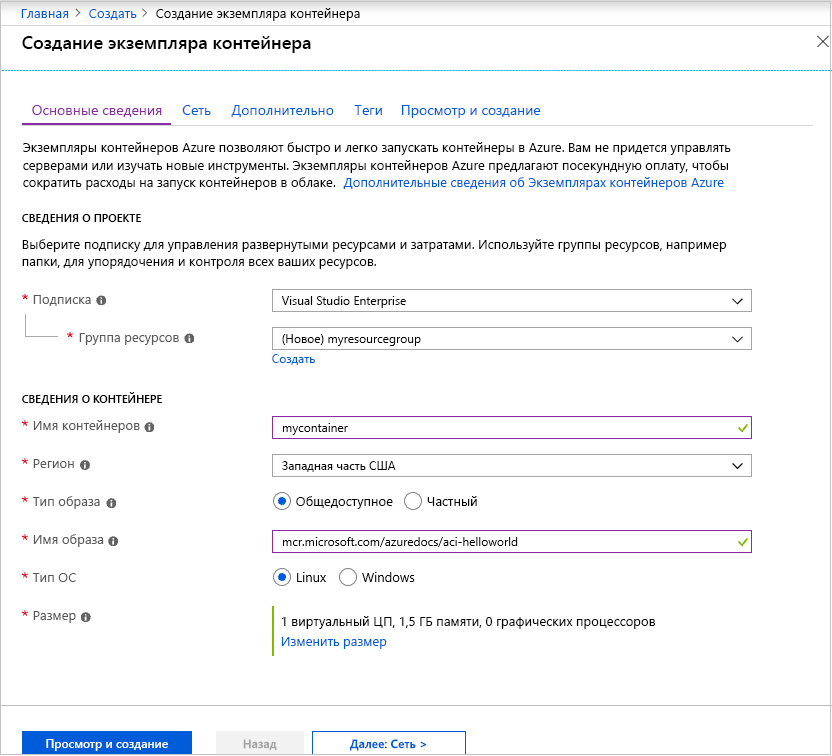 Главная > Создать > Создание экземпляра контейнера
Создание экземпляра контейнера
Основные сведения Сеть Дополнительно Теги Просмотр и создание
Экземпляры контейнеров Azure позволяют быстро и легко запускать контейнеры в Azure. Вам не придется управлять
серверами или изучать новые инструменты. Экземпляры контейнеров Azure предлагают посекундную оплату, чтобы
сократить расходы на запуск контейнеров в облаке. Дополнительные сведения об Экземплярах контейнеров Azure
СВЕДЕНИЯ О ПРОЕКТЕ
Выберите подписку для управления развернутыми ресурсами и затратами. Используйте группы ресурсов, например
папки, для упорядочения и контроля всех ваших ресурсов.
* Подписка Visual Studio Enterprise
* Группа ресурсов (Новое) myresourcegroup
Создать
СВЕДЕНИЯ О КОНТЕЙНЕРЕ
* Имя контейнеров mycontainer
* Регион Западная часть США
* Тип образа Общедоступное Частный
* Имя образа mcr.microsoft.com/azuredocs/aci-helloworld
* Тип ОС Linux Windows
* Размер 1 виртуальный ЦП, 1,5 ГБ памяти, 0 графических процессоров
Изменить размер
Просмотр и создание Назад Далее: Сеть >